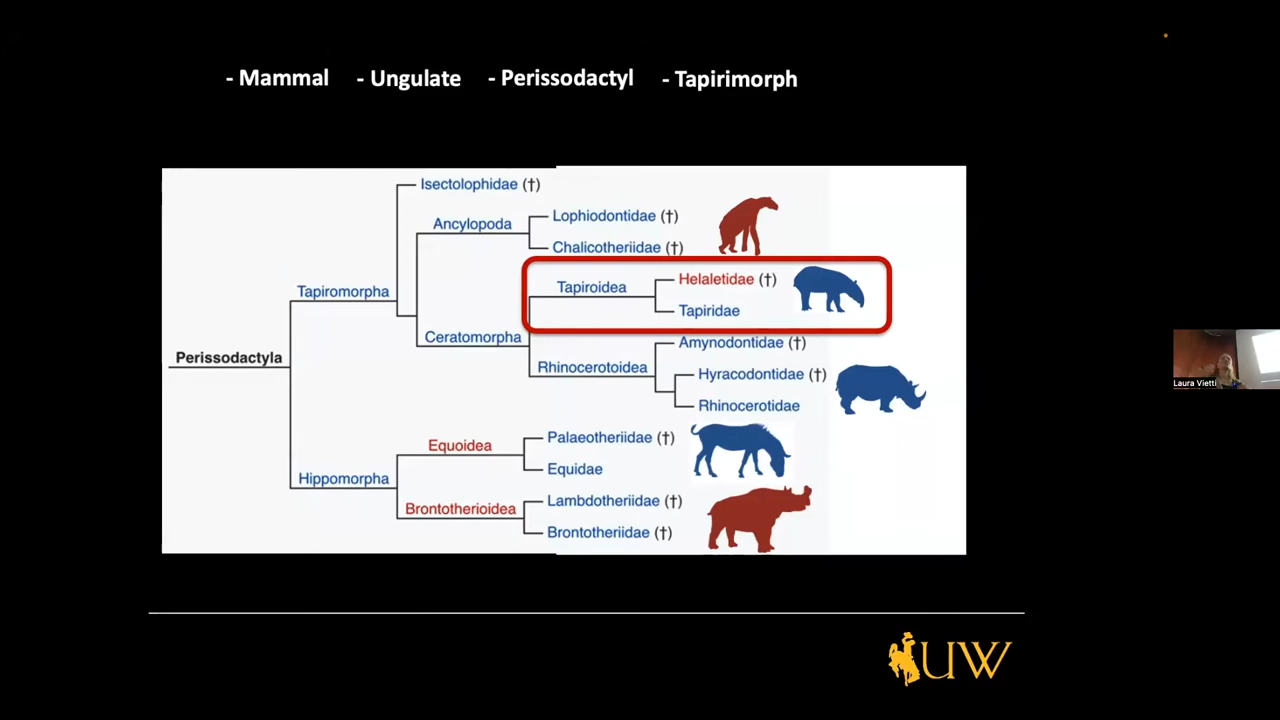 - Mammal - Ungulate - Perissodactyl - Tapirimorph
Isectolophidae (†)
Ancylopoda
Lophiodontidae (†)
Chalicotheriidae (†)
Tapiromorpha
Tapiroidea
Helaletidae (†)
Tapiridae
Ceratomorpha
Amynodontidae (†)
Perissodactyla
Rhinocerotoidea
Hyracodontidae (†)
Rhinocerotidae
Laura Vietti
Equoidea
Palaeotheriidae (†)
Equidae
Hippomorpha
Brontotherioidea
Lambdotheriidae (†)
Brontotheriidae (†)
UW